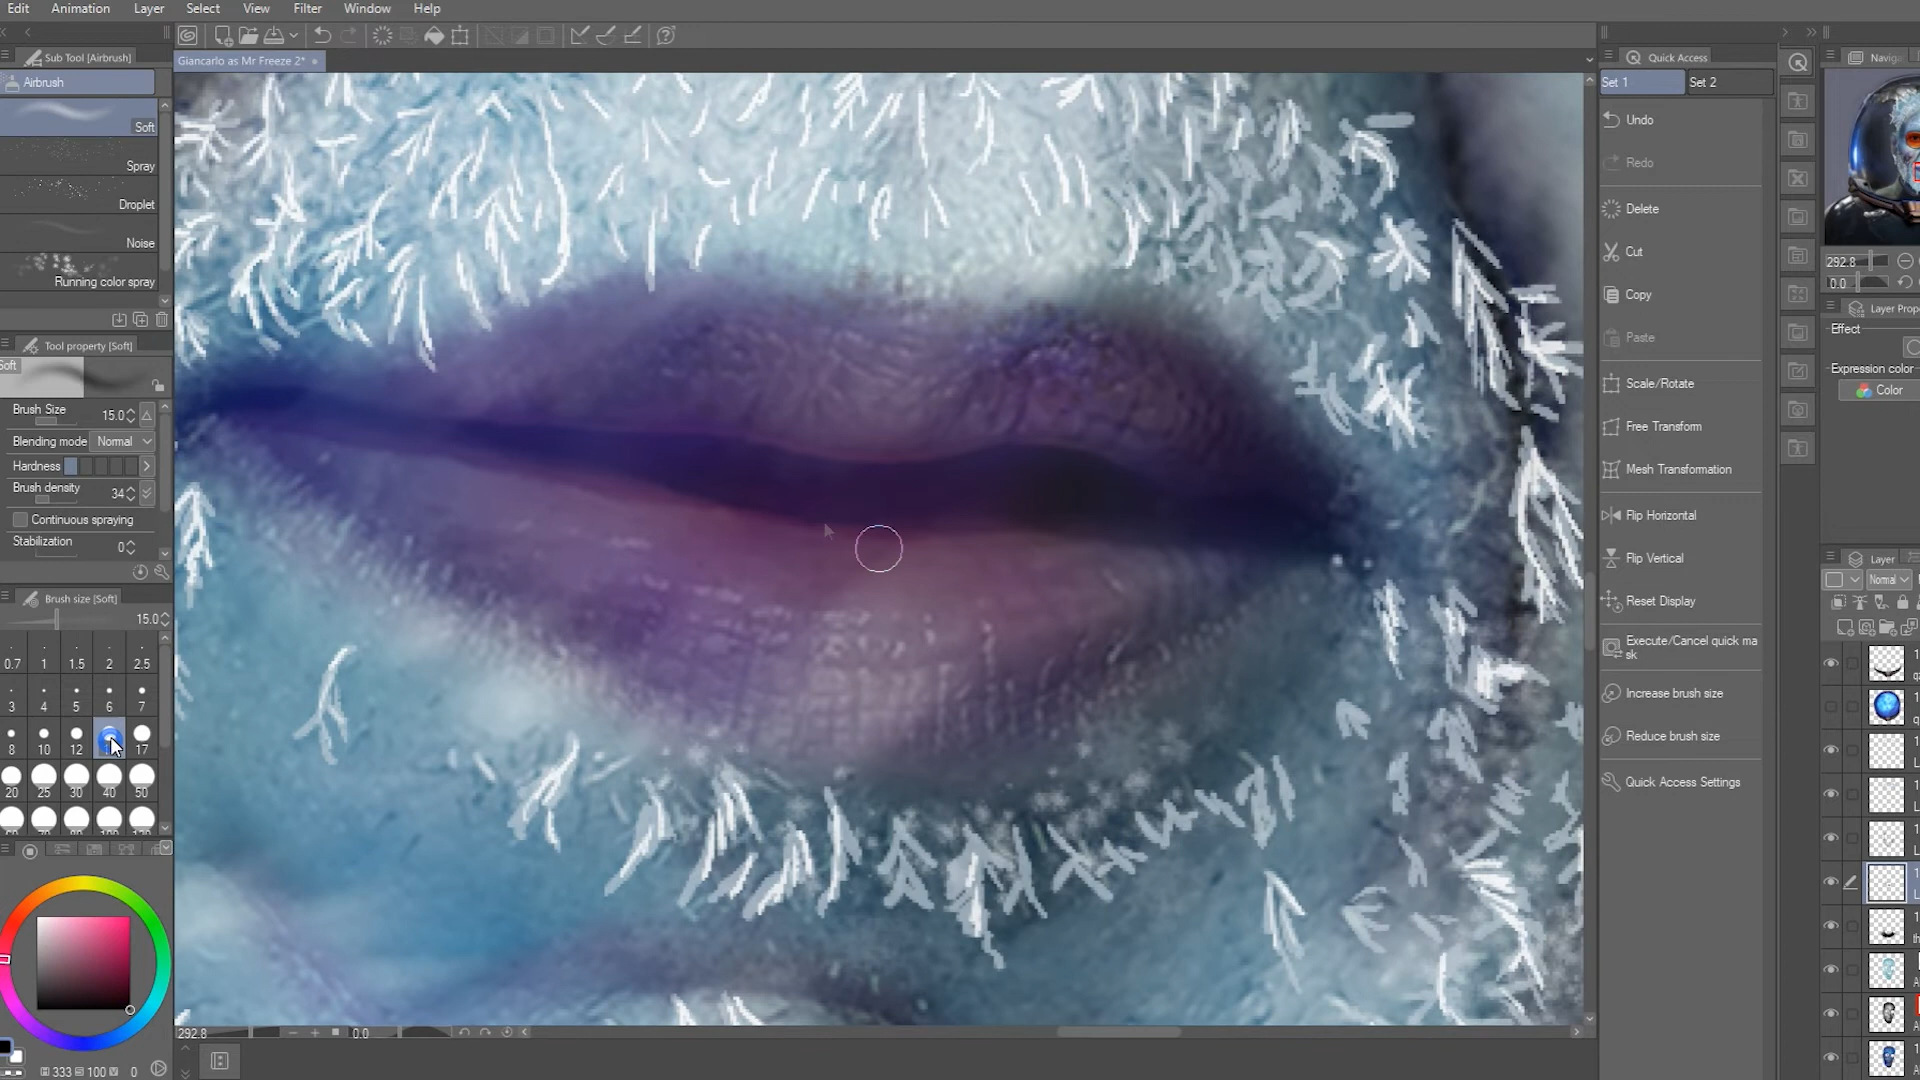 Edit Animation Layer Select View Filter Window Help
Sub Tool [Airbrush]
Airbrush
Soft
Spray
Droplet
Noise
Running color spray
Tool property [Soft]
Soft
Brush Size 15.0
Blending mode Normal
Hardness
Brush density 34
Continuous spraying
Stabilization 0
Brush size [Soft]
15.0
0.7 1 1.5 2 2.5
3 4 5 6 7
8 10 12 17
20 25 30 40 50
H 333 S 100 V 0
Giancarlo as Mr Freeze 2*
292.8 0.0
Quick Access
Set 1 Set 2
Undo
Redo
Delete
Cut
Copy
Paste
Scale/Rotate
Free Transform
Mesh Transformation
Flip Horizontal
Flip Vertical
Reset Display
Execute/Cancel quick ma
sk
Increase brush size
Reduce brush size
Quick Access Settings
Naviga
292.8
0.0
Layer Prope
Effect
Expression color
Color
Layer
Normal